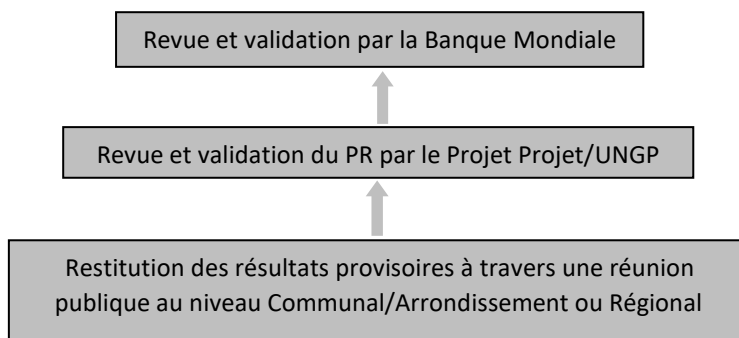 Revue et validation par la Banque Mondiale
Revue et validation du PR par le Projet Projet/UNGP
Restitution des résultats provisoires à travers une réunion
publique au niveau Communal/Arrondissement ou Régional